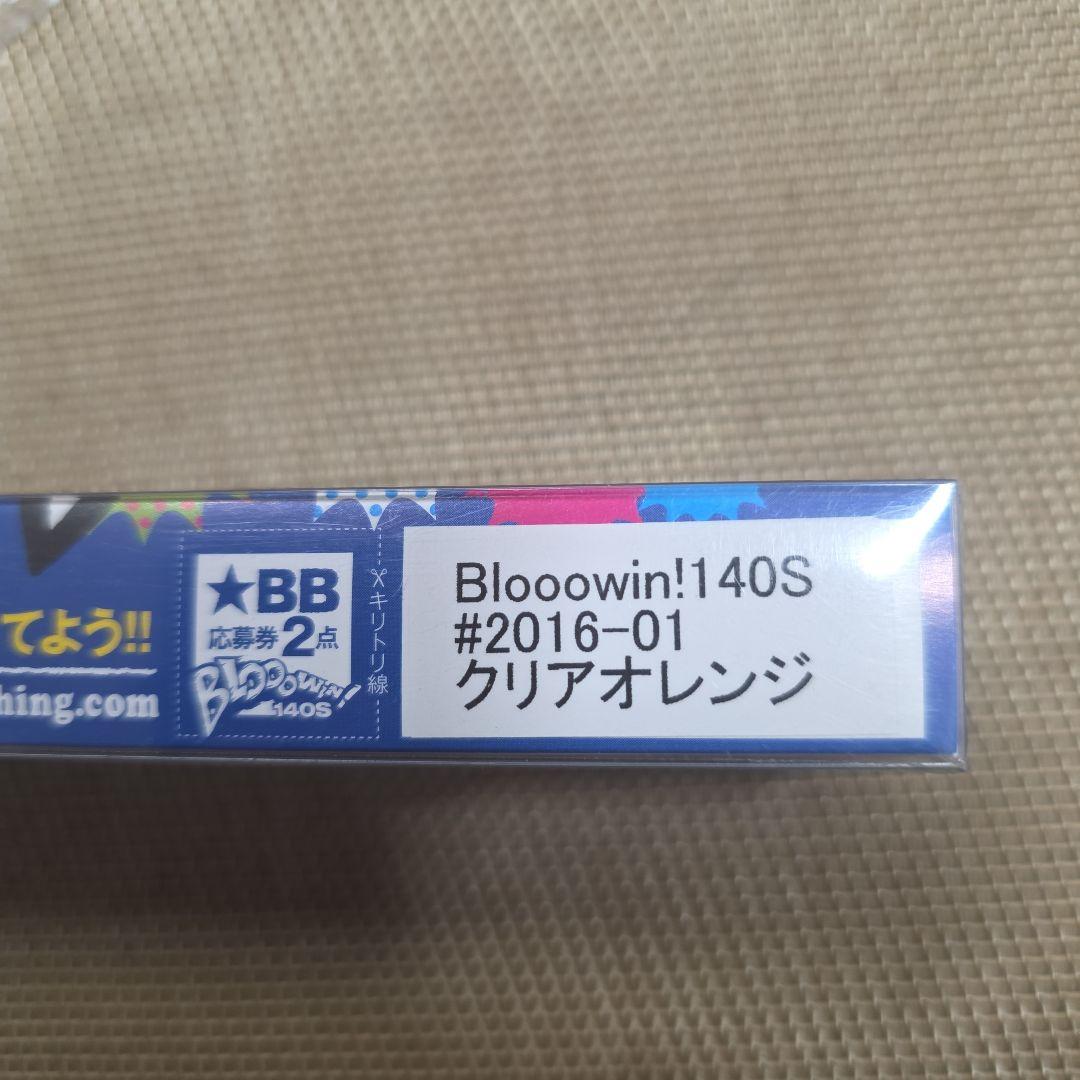 てよう!!
hing.com
★BB
応募券2点
Blooowin!
140S
キリトリ線
Blooowin!140S
#2016-01
クリアオレンジ